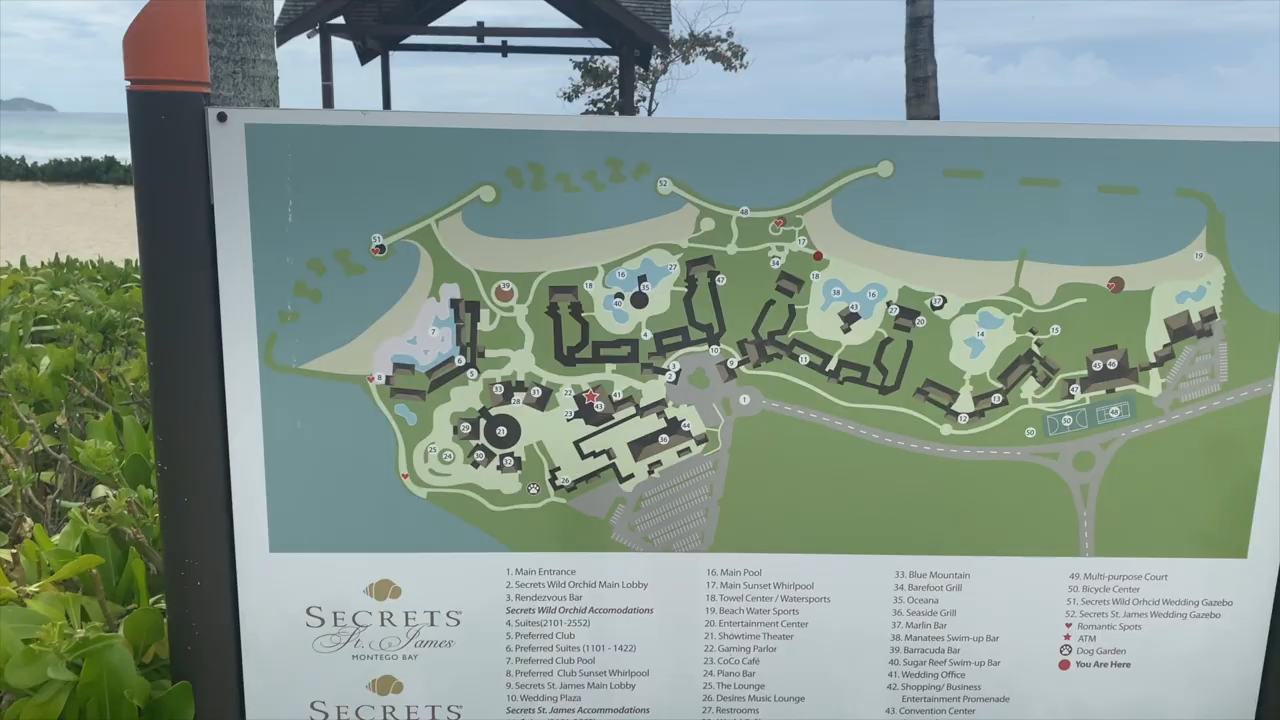 SECRETS
St. James
MONTEGO BAY
SECRETS
1. Main Entrance
2. Secrets Wild Orchid Main Lobby
3. Rendezvous Bar
Secrets Wild Orchid Accomodations
4. Suites(2101-2552)
5. Preferred Club
6. Preferred Suites (1101 - 1422)
7. Preferred Club Pool
8. Preferred Club Sunset Whirlpool
9. Secrets St. James Main Lobby
10. Wedding Plaza
Secrets St. James Accommodations
16. Main Pool
17. Main Sunset Whirlpool
18. Towel Center / Watersports
19. Beach Water Sports
20. Entertainment Center
21. Showtime Theater
22. Gaming Parlor
23. CoCo Café
24. Piano Bar
25. The Lounge
26. Desires Music Lounge
27. Restrooms
33. Blue Mountain
34. Barefoot Grill
35. Oceana
36. Seaside Grill
37. Marlin Bar
38. Manatees Swim-up Bar
39. Barracuda Bar
40. Sugar Reef Swim-up Bar
41. Wedding Office
42. Shopping/ Business
Entertainment Promenade
43. Convention Center
49. Multi-purpose Court
50. Bicycle Center
51. Secrets Wild Orhcid Wedding Gazebo
52. Secrets St. James Wedding Gazebo
Romantic Spots
ATM
Dog Garden
You Are Here